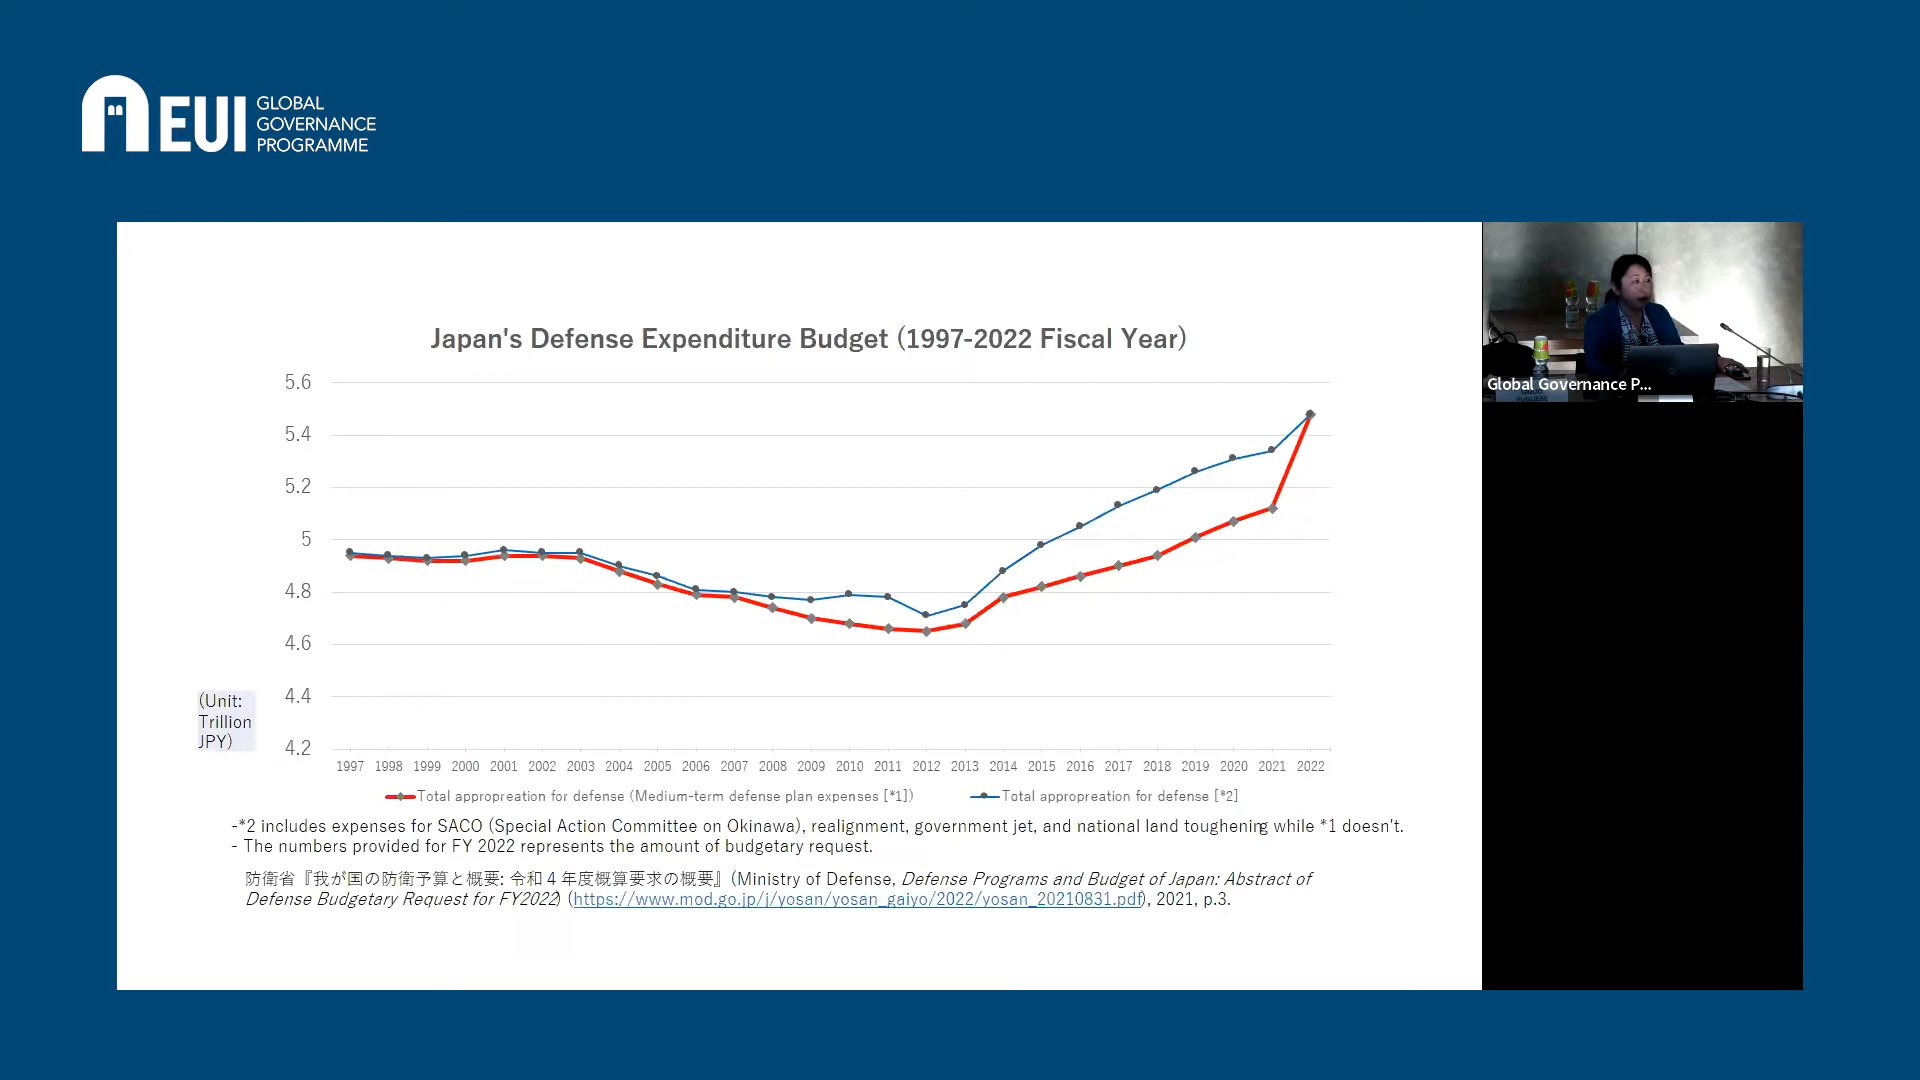 EUI
GLOBAL
GOVERNANCE
PROGRAMME
Japan's Defense Expenditure Budget (1997-2022 Fiscal Year)
5.6
5.4
5.2
5
4.8
4.6
4.4
4.2
(Unit:
Trillion
JPY)
1997 1998 1999 2000 2001 2002 2003 2004 2005 2006 2007 2008 2009 2010 2011 2012 2013 2014 2015 2016 2017 2018 2019 2020 2021 2022
Total appropreation for defense (Medium-term defense plan expenses [*1])
Total appropreation for defense [*2]
-*2 includes expenses for SACO (Special Action Committee on Okinawa), realignment, government jet, and national land toughening while *1 doesn't.
- The numbers provided for FY 2022 represents the amount of budgetary request.
防衛省『我が国の防衛予算と概要: 令和4年度概算要求の概要』(Ministry of Defense, Defense Programs and Budget of Japan: Abstract of
Defense Budgetary Request for FY2022) (https://www.mod.go.jp/j/yosan/yosan_gaiyo/2022/yosan_20210831.pdf), 2021, p.3.
Global Governance P...
PUGLIESE